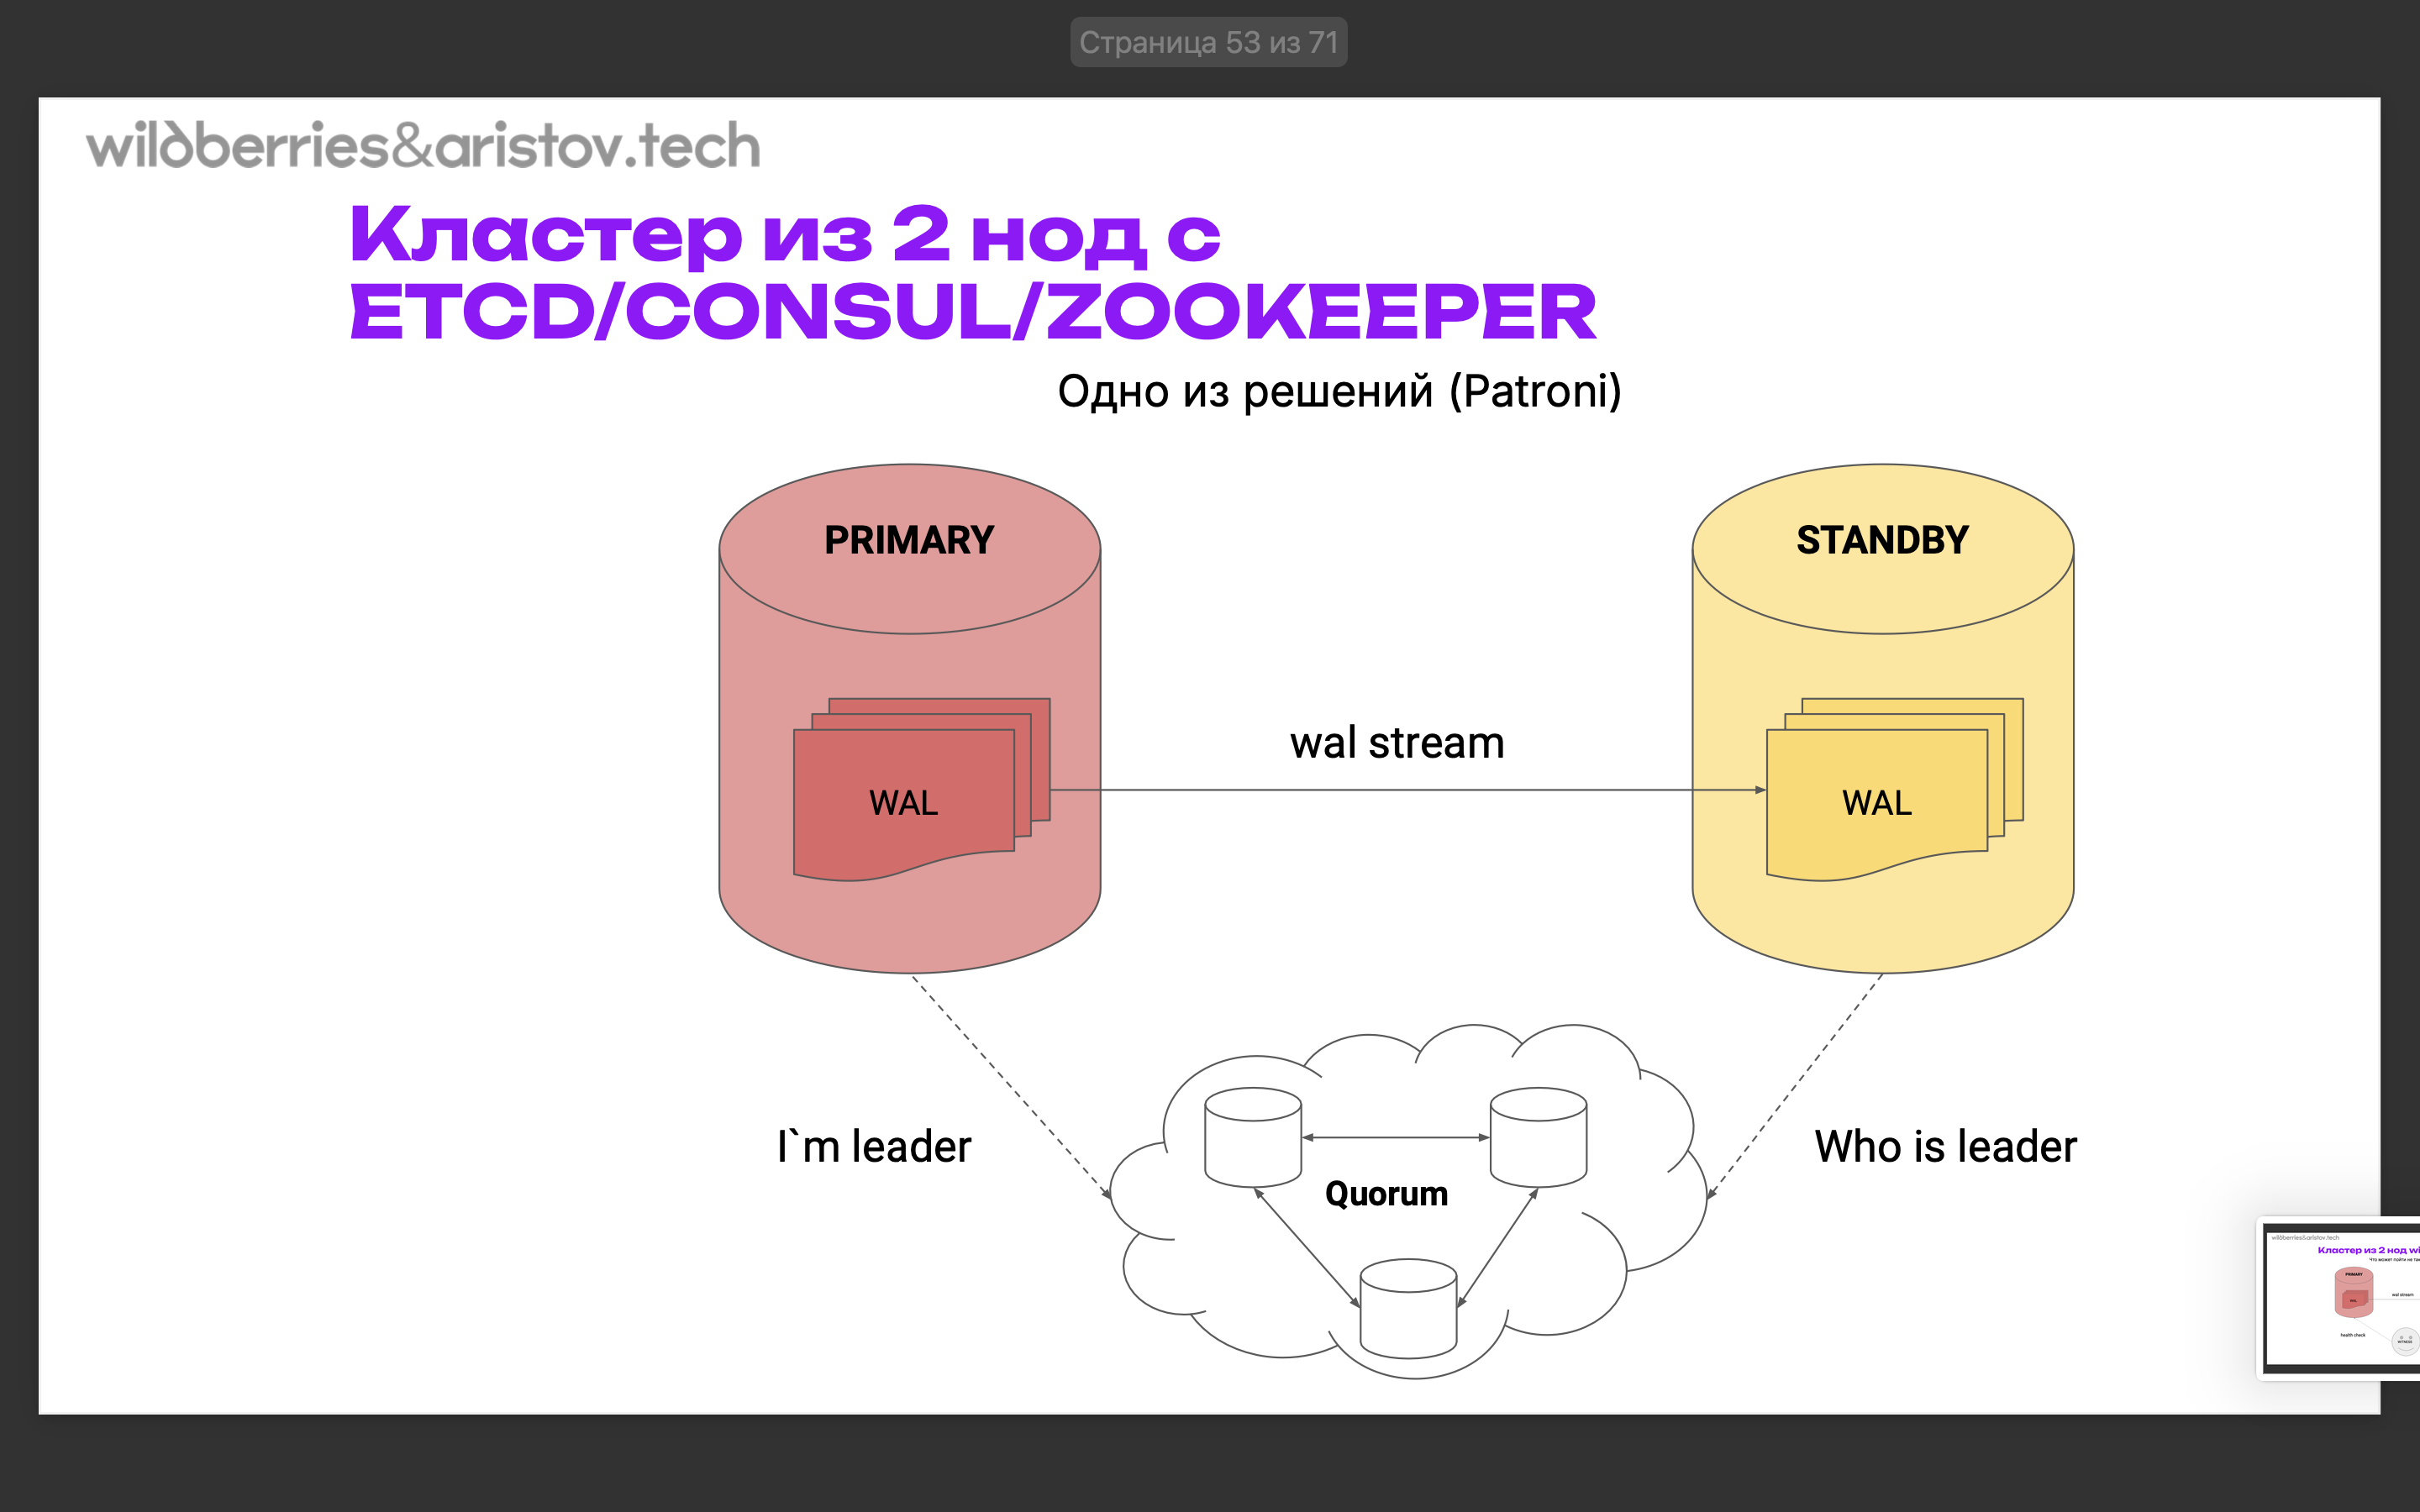 Страница 53 из 71
wildberries&aristov.tech
Кластер из 2 нод с
ETCD/CONSUL/ZOOKEEPER
Одно из решений (Patroni)
PRIMARY
STANDBY
wal stream
WAL
WAL
I`m leader
Who is leader
Quorum
wildberries&aristov.tech
Кластер из 2 нод wi
PRIMARY
wal stream
health check
WITNESS